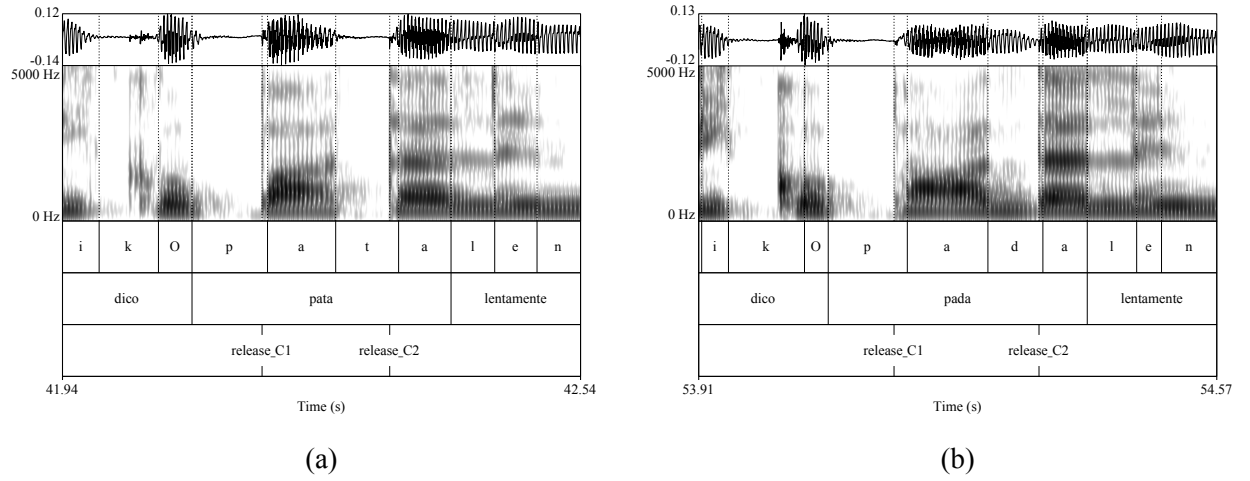 0.12
-0.14
5000 Hz
0 Hz
i k O p a t a l e n
dico pata lentamente
release_C1 release_C2
41.94 42.54
Time (s)
(a)
0.13
-0.12
5000 Hz
0 Hz
i k O p a d a l e n
dico pada lentamente
release_C1 release_C2
53.91 54.57
Time (s)
(b)